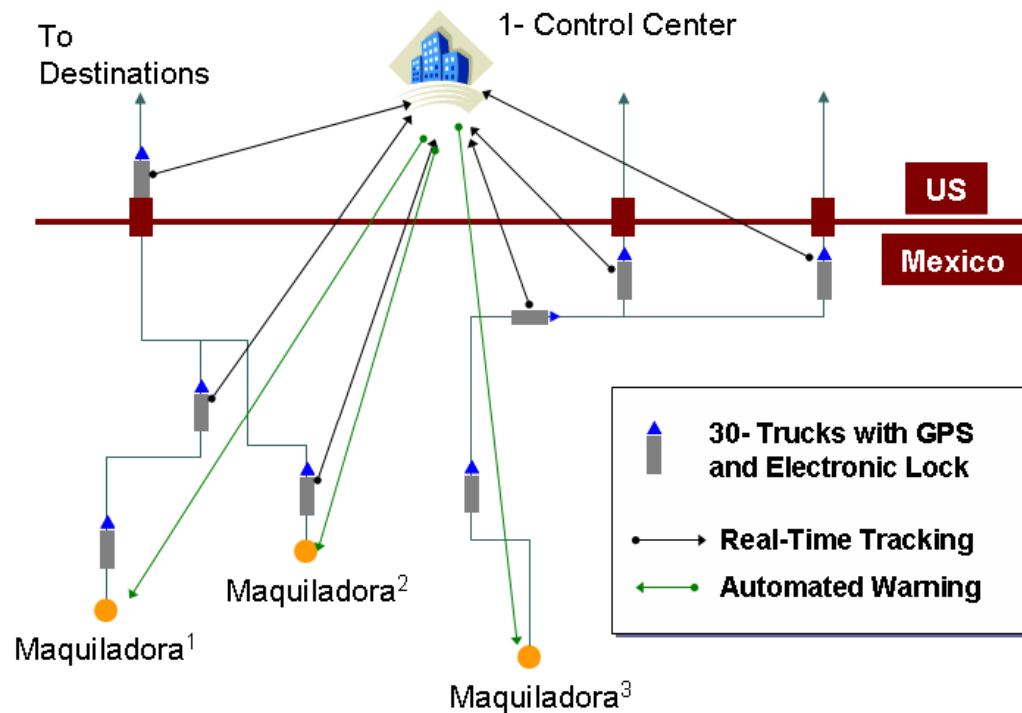 To
Destinations
1- Control Center
US
Mexico
30- Trucks with GPS
and Electronic Lock
Real-Time Tracking
Automated Warning
Maquiladora2
Maquiladora1
Maquiladora3